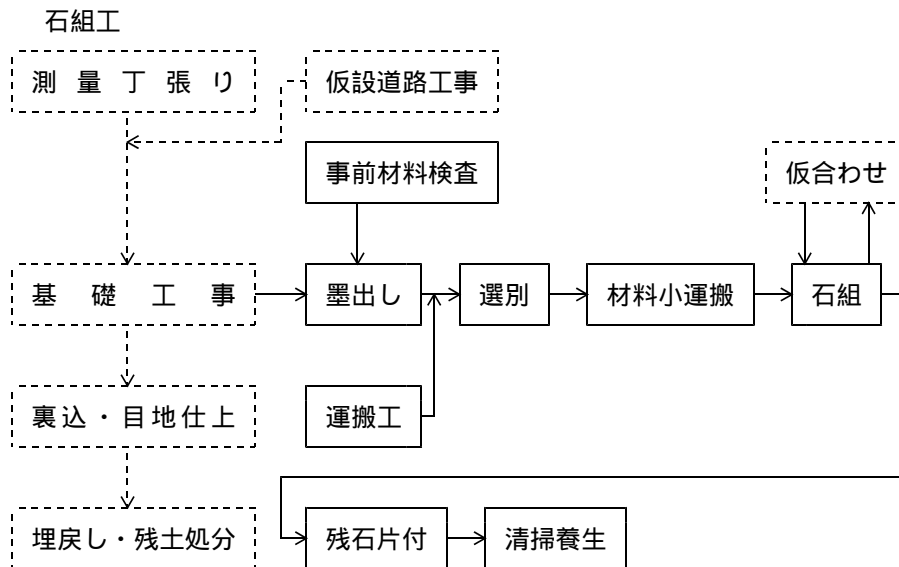 石組工
測量丁張り
仮設道路工事
事前材料検査
仮合わせ
基礎工事
墨出し
選別
材料小運搬
石組
裏込・目地仕上
運搬工
埋戻し・残土処分
残石片付
清掃養生